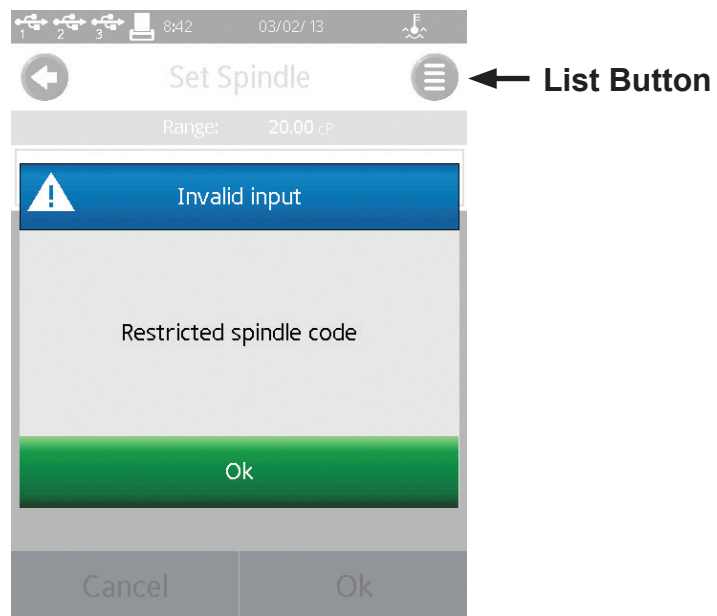 1 2 3 8:42 03/02/ 13
Set Spindle
List Button
Range: 20.00 cP
Invalid input
Restricted spindle code
Ok
Cancel Ok